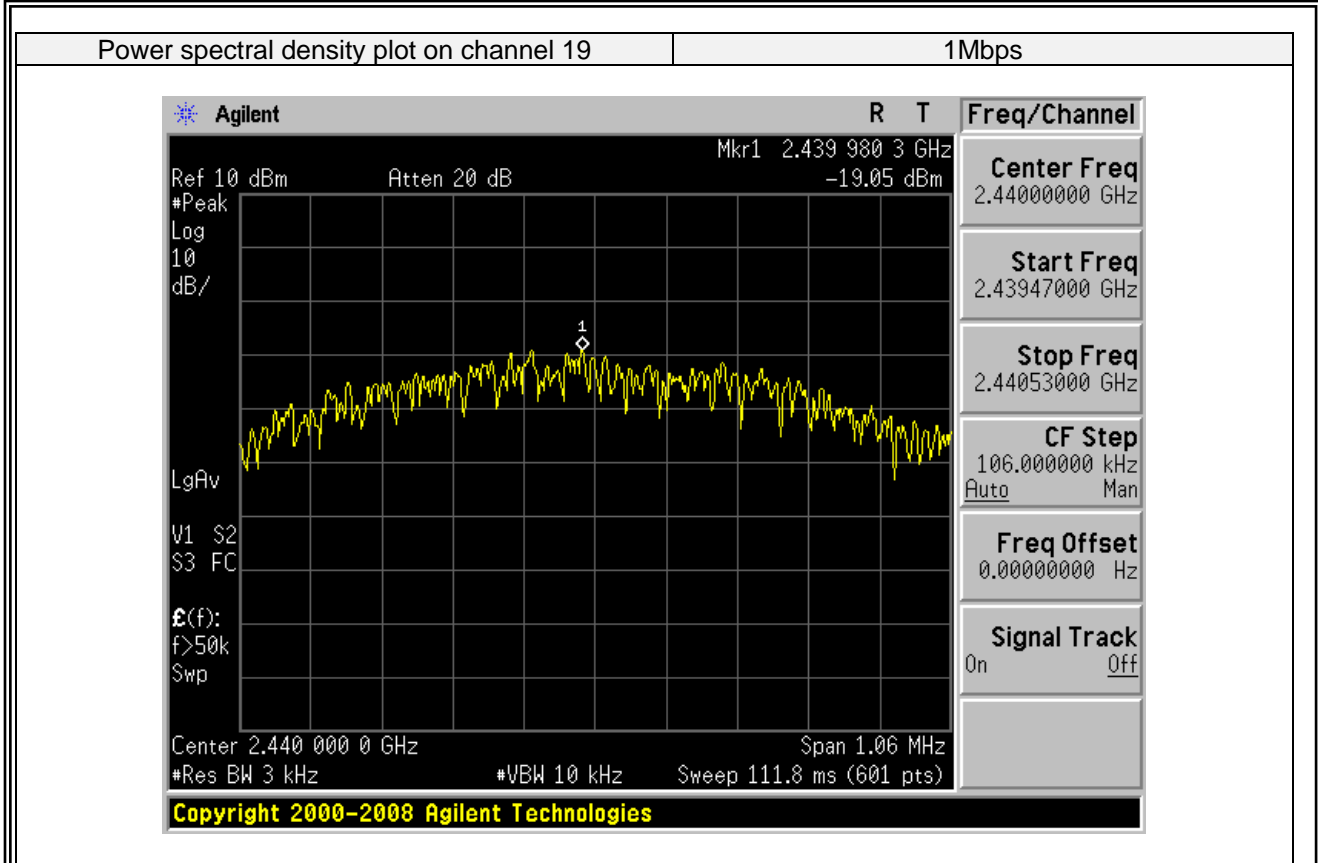 Power spectral density plot on channel 19 1Mbps
Agilent R T Freq/Channel
Mkr1 2.439 980 3 GHz
Ref 10 dBm Atten 20 dB -19.05 dBm
#Peak
Log
10
dB/
1
LgAv
V1 S2
S3 FC
£(f):
f>50k
Swp
Center 2.440 000 0 GHz Span 1.06 MHz
#Res BW 3 kHz #VBW 10 kHz Sweep 111.8 ms (601 pts)
Center Freq
2.44000000 GHz
Start Freq
2.43947000 GHz
Stop Freq
2.44053000 GHz
CF Step
106.000000 kHz
Auto Man
Freq Offset
0.00000000 Hz
Signal Track
On Off
Copyright 2000-2008 Agilent Technologies